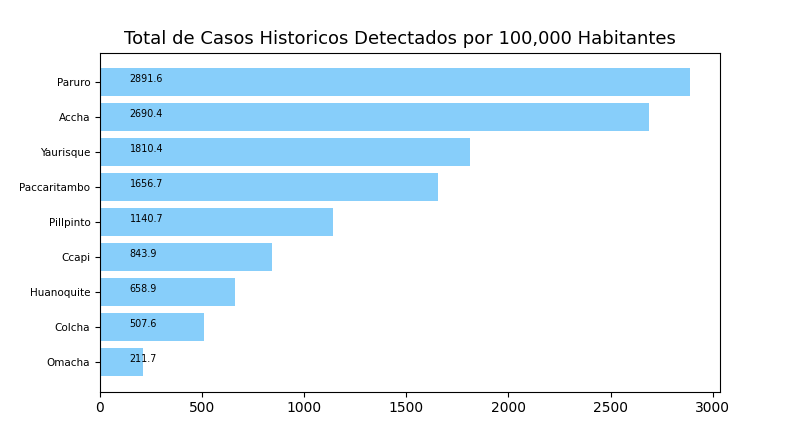 Total de Casos Historicos Detectados por 100,000 Habitantes
Paruro 2891.6
Accha 2690.4
Yaurisque 1810.4
Paccaritambo 1656.7
Pillpinto 1140.7
Ccapi 843.9
Huanoquite 658.9
Colcha 507.6
Omacha 211.7
0 500 1000 1500 2000 2500 3000